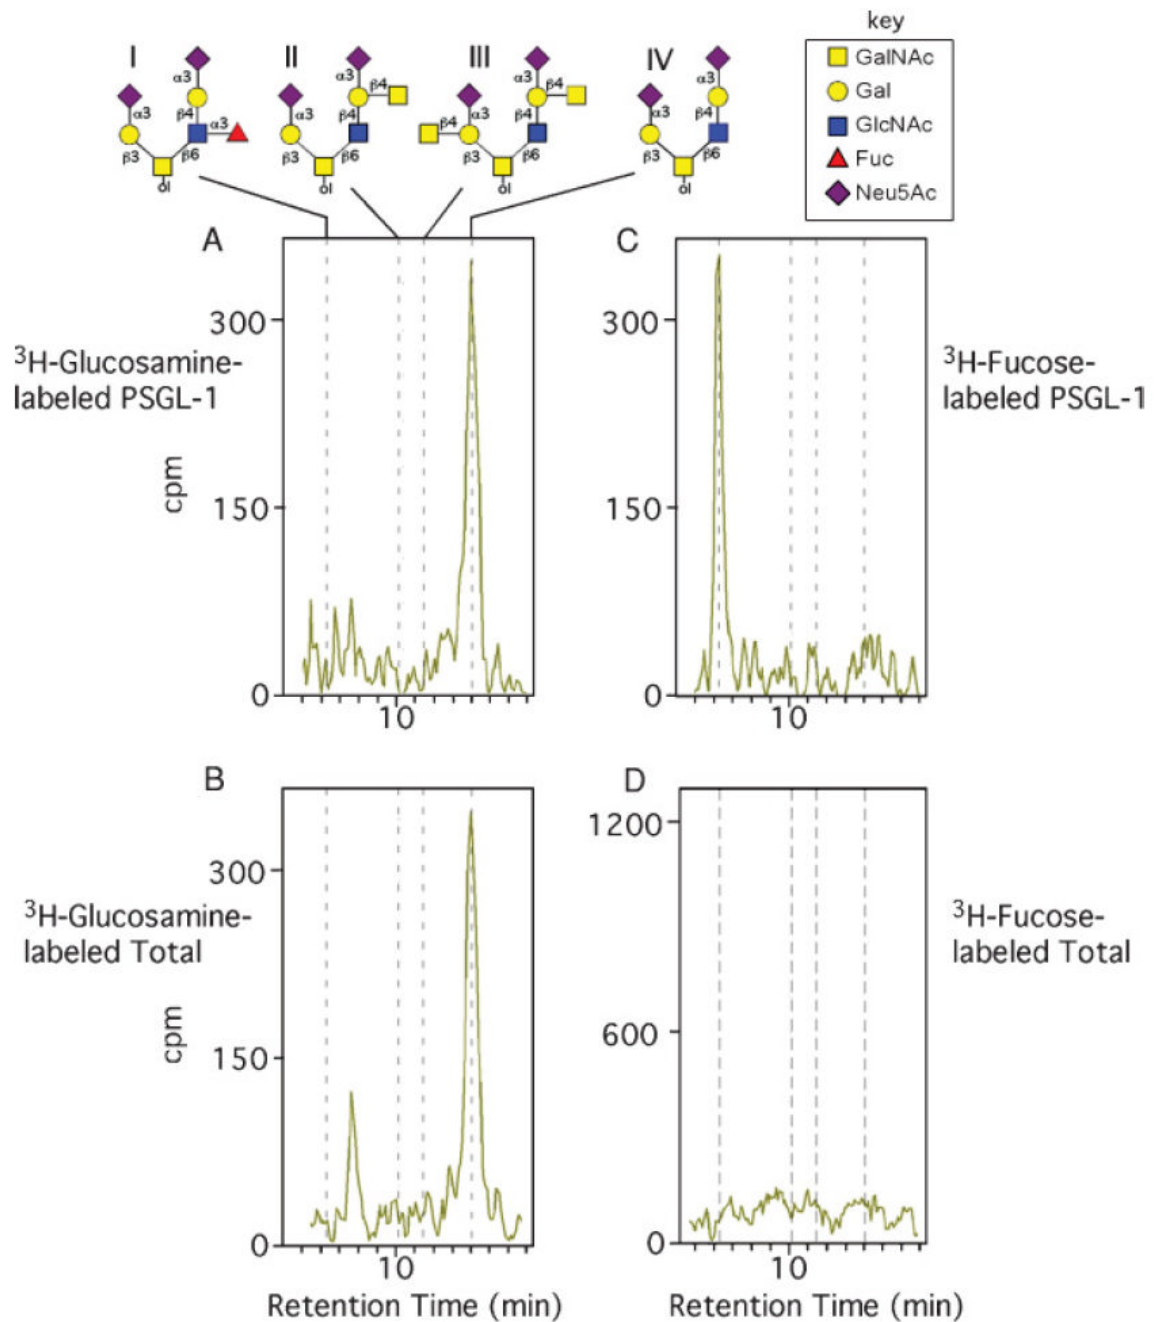 key
GalNAc
Gal
GlcNAc
Fuc
Neu5Ac
I
II
III
IV
α3
α3
β4
α3
β3
β6
ol
α3
β4
α3
β4
β3
β6
ol
α3
β4
β4
α3
β4
β3
β6
ol
α3
α3
β4
β3
β6
ol
A
300
150
0
10
cpm
³H-Glucosamine-
labeled PSGL-1
C
300
150
0
10
³H-Fucose-
labeled PSGL-1
B
300
150
0
10
cpm
³H-Glucosamine-
labeled Total
Retention Time (min)
D
1200
600
0
10
³H-Fucose-
labeled Total
Retention Time (min)